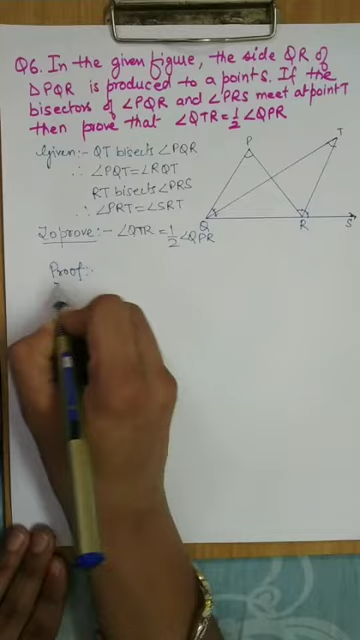 Q6. In the given figure, the side QR of
ΔPQR is produced to a point S. If the
bisectors of ∠PQR and ∠PRS meet at point T
then prove that ∠QTR = 1/2 ∠QPR
Given:- QT bisects ∠PQR
∴ ∠PQT = ∠RQT
RT bisects ∠PRS
∴ ∠PRT = ∠SRT
To prove:- ∠QTR = 1/2 ∠QPR
Proof:-
P
T
Q
R
S